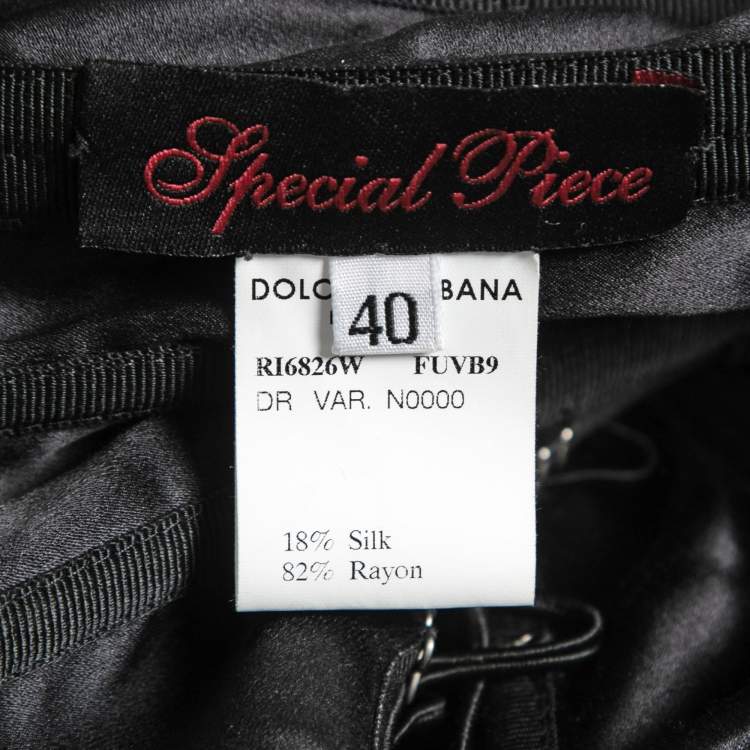 Special Piece
DOLC BANA
40
RI6826W FUVB9
DR VAR. N0000
18% Silk
82% Rayon